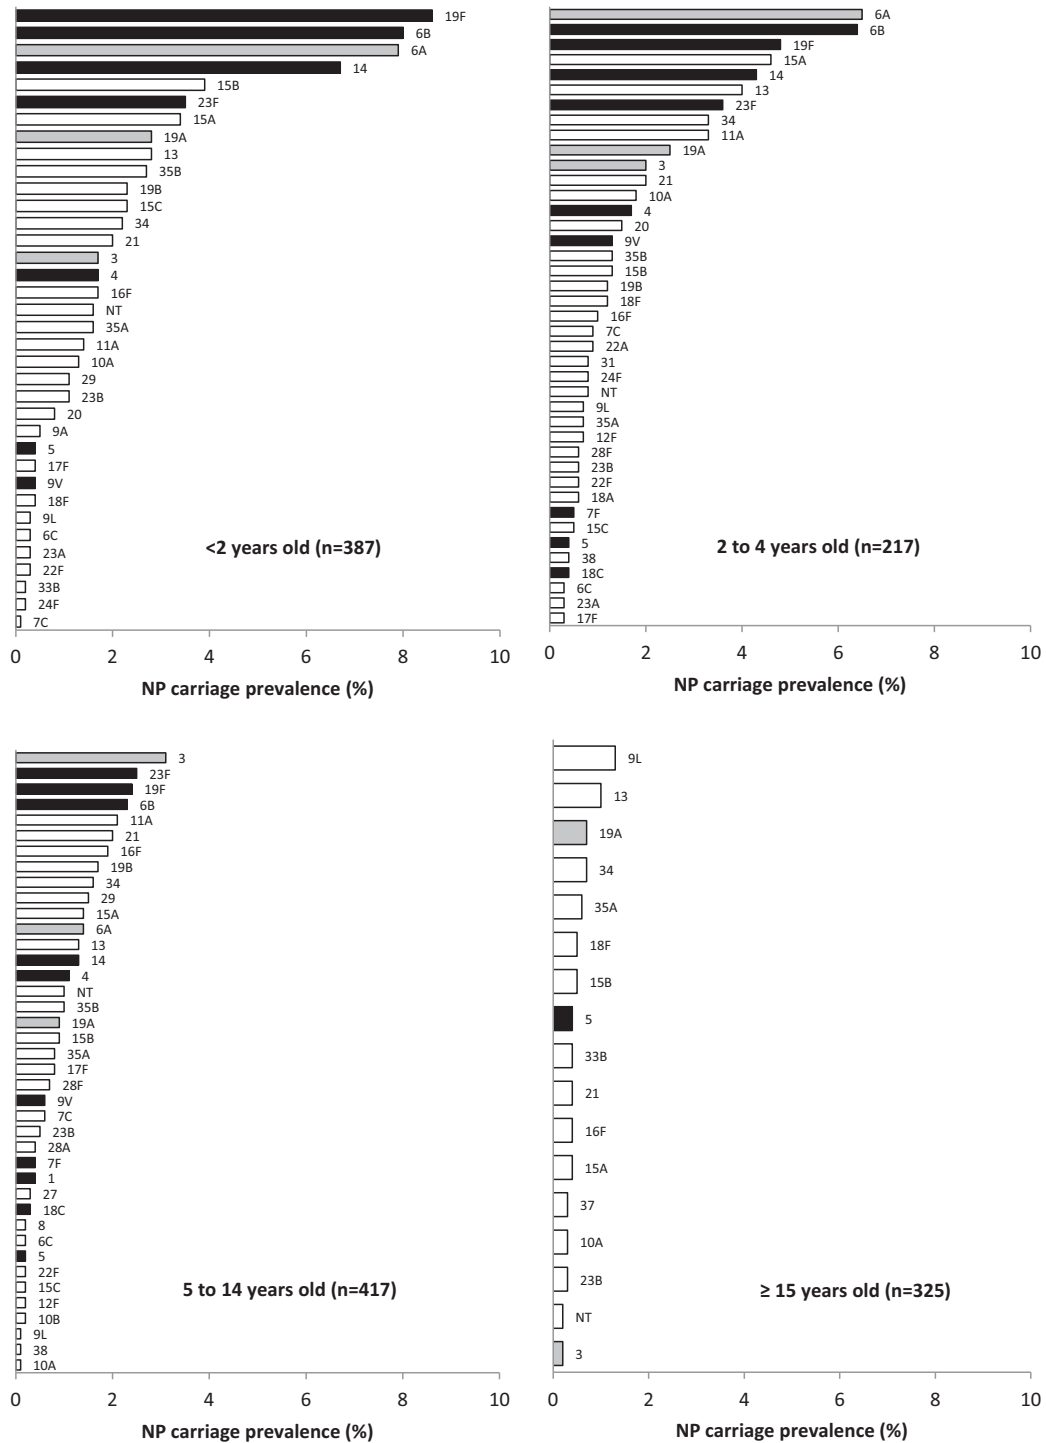 19F
6B
6A
14
15B
23F
15A
19A
13
35B
19B
15C
34
21
3
4
16F
NT
35A
11A
10A
29
23B
20
9A
5
17F
9V
18F
9L
6C
23A
22F
33B
24F
7C
<2 years old (n=387)
0 2 4 6 8 10
NP carriage prevalence (%)
6A
6B
19F
15A
14
13
23F
34
11A
19A
3
21
10A
4
20
9V
35B
15B
19B
18F
16F
7C
22A
31
24F
NT
9L
35A
12F
28F
23B
22F
18A
7F
15C
5
38
18C
6C
23A
17F
2 to 4 years old (n=217)
0 2 4 6 8 10
NP carriage prevalence (%)
3
23F
19F
6B
11A
21
16F
19B
34
29
15A
6A
13
14
4
NT
35B
19A
15B
35A
17F
28F
9V
7C
23B
28A
7F
1
27
18C
8
6C
5
22F
15C
12F
10B
9L
38
10A
5 to 14 years old (n=417)
0 2 4 6 8 10
NP carriage prevalence (%)
9L
13
19A
34
35A
18F
15B
5
33B
21
16F
15A
37
10A
23B
NT
3
≥ 15 years old (n=325)
0 2 4 6 8 10
NP carriage prevalence (%)